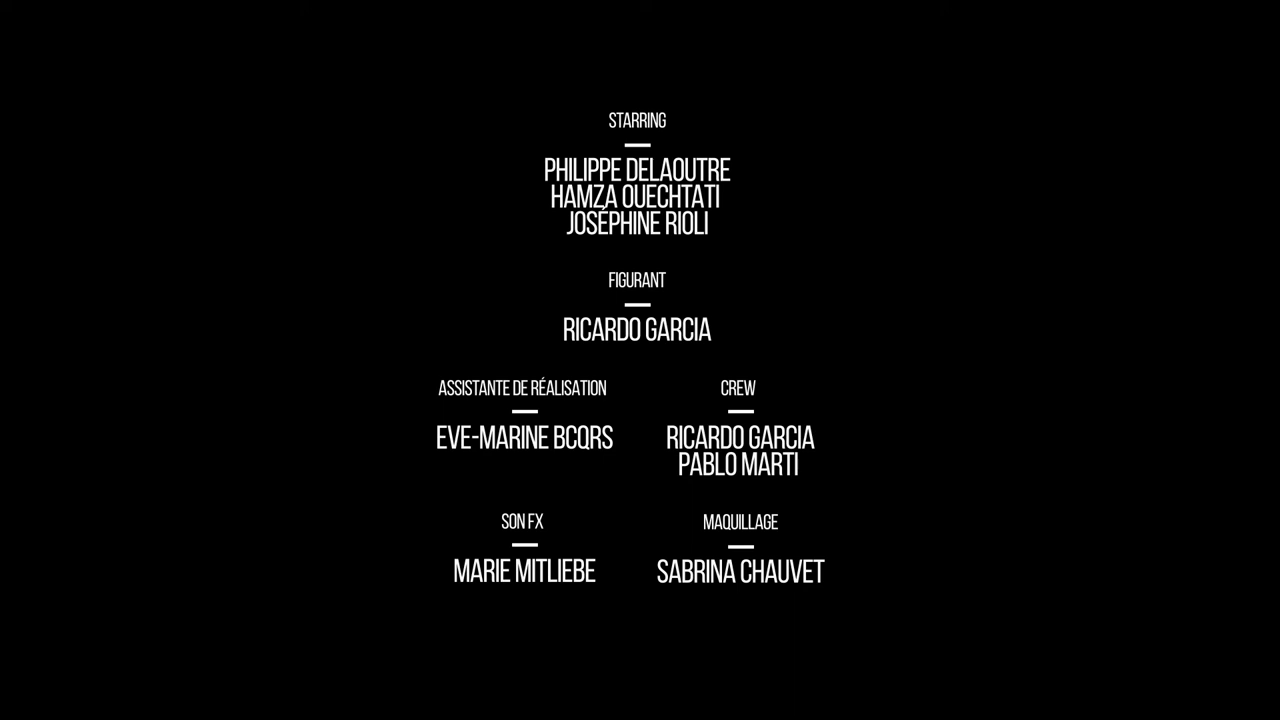 STARRING
PHILIPPE DELAOUTRE
HAMZA OUECHTATI
JOSÉPHINE RIOLI
FIGURANT
RICARDO GARCIA
ASSISTANTE DE RÉALISATION
EVE-MARINE BCQRS
CREW
RICARDO GARCIA
PABLO MARTI
SON FX
MARIE MITLIEBE
MAQUILLAGE
SABRINA CHAUVET